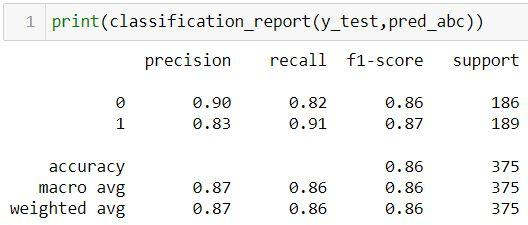 1 print(classification_report(y_test,pred_abc))
precision recall f1-score support
0 0.90 0.82 0.86 186
1 0.83 0.91 0.87 189
accuracy 0.86 375
macro avg 0.87 0.86 0.86 375
weighted avg 0.87 0.86 0.86 375